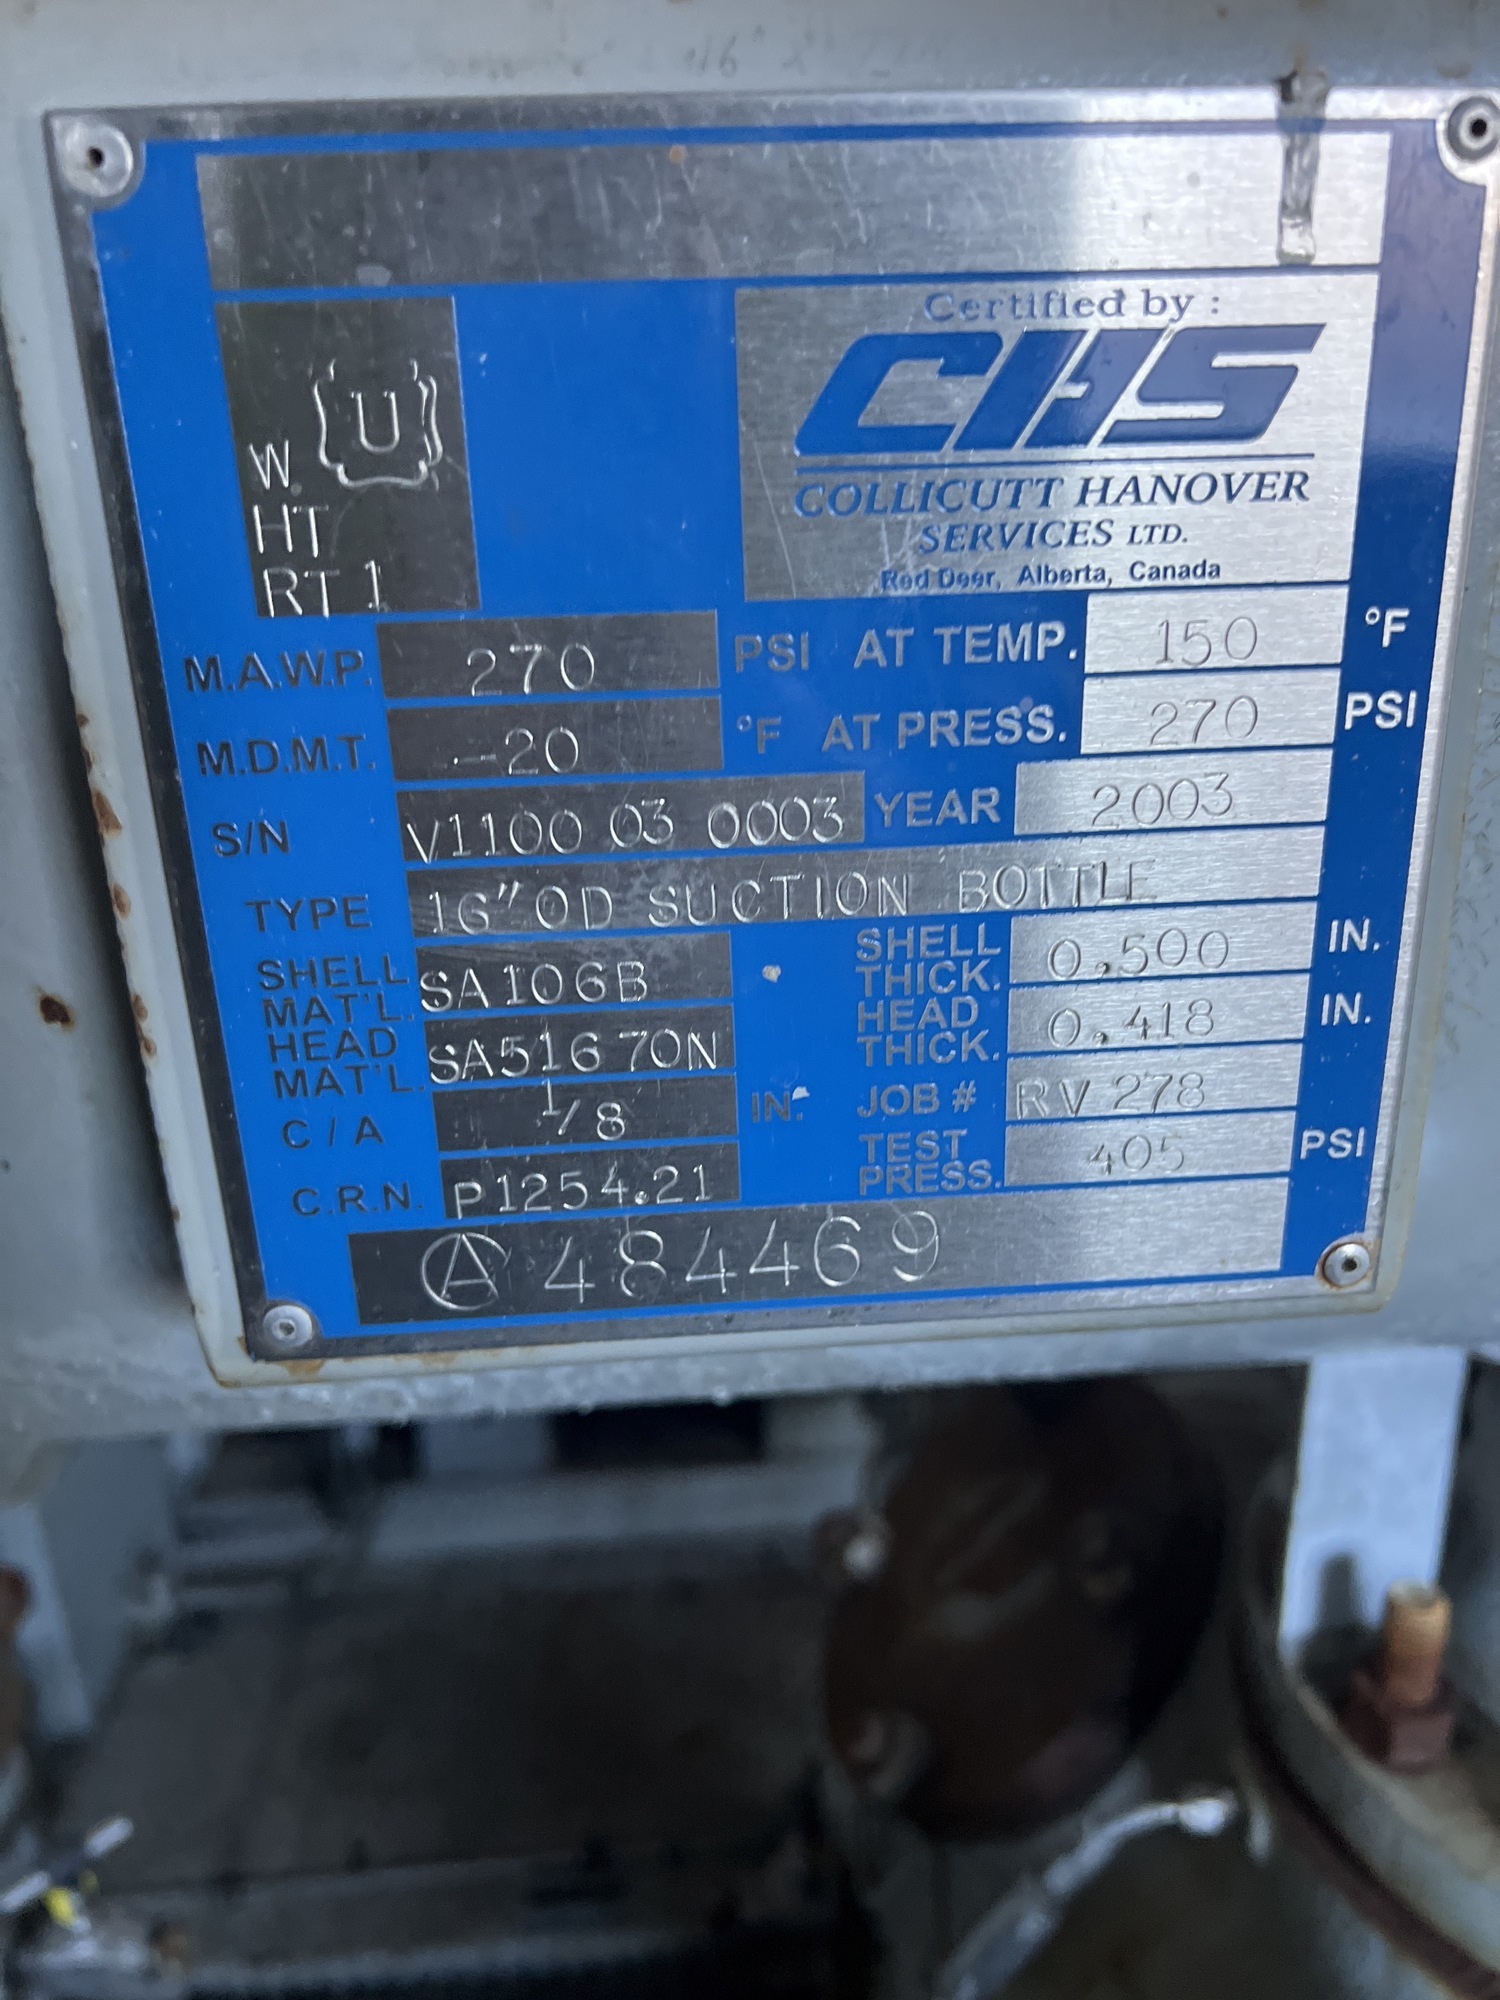 Certified by :
CHS
COLLICUTT HANOVER
SERVICES LTD.
Red Deer, Alberta, Canada
U
W
HT
RT 1
M.A.W.P. 270 PSI AT TEMP. 150 °F
M.D.M.T. -20 °F AT PRESS. 270 PSI
S/N V1100 03 0003 YEAR 2003
TYPE 16"OD SUCTION BOTTLE
SHELL MAT'L. SA106B SHELL THICK. 0.500 IN.
HEAD MAT'L. SA516 70N HEAD THICK. 0.418 IN.
C/A 1/8 IN. JOB # RV 278
C.R.N. P1254.21 TEST PRESS. 405 PSI
A 484469